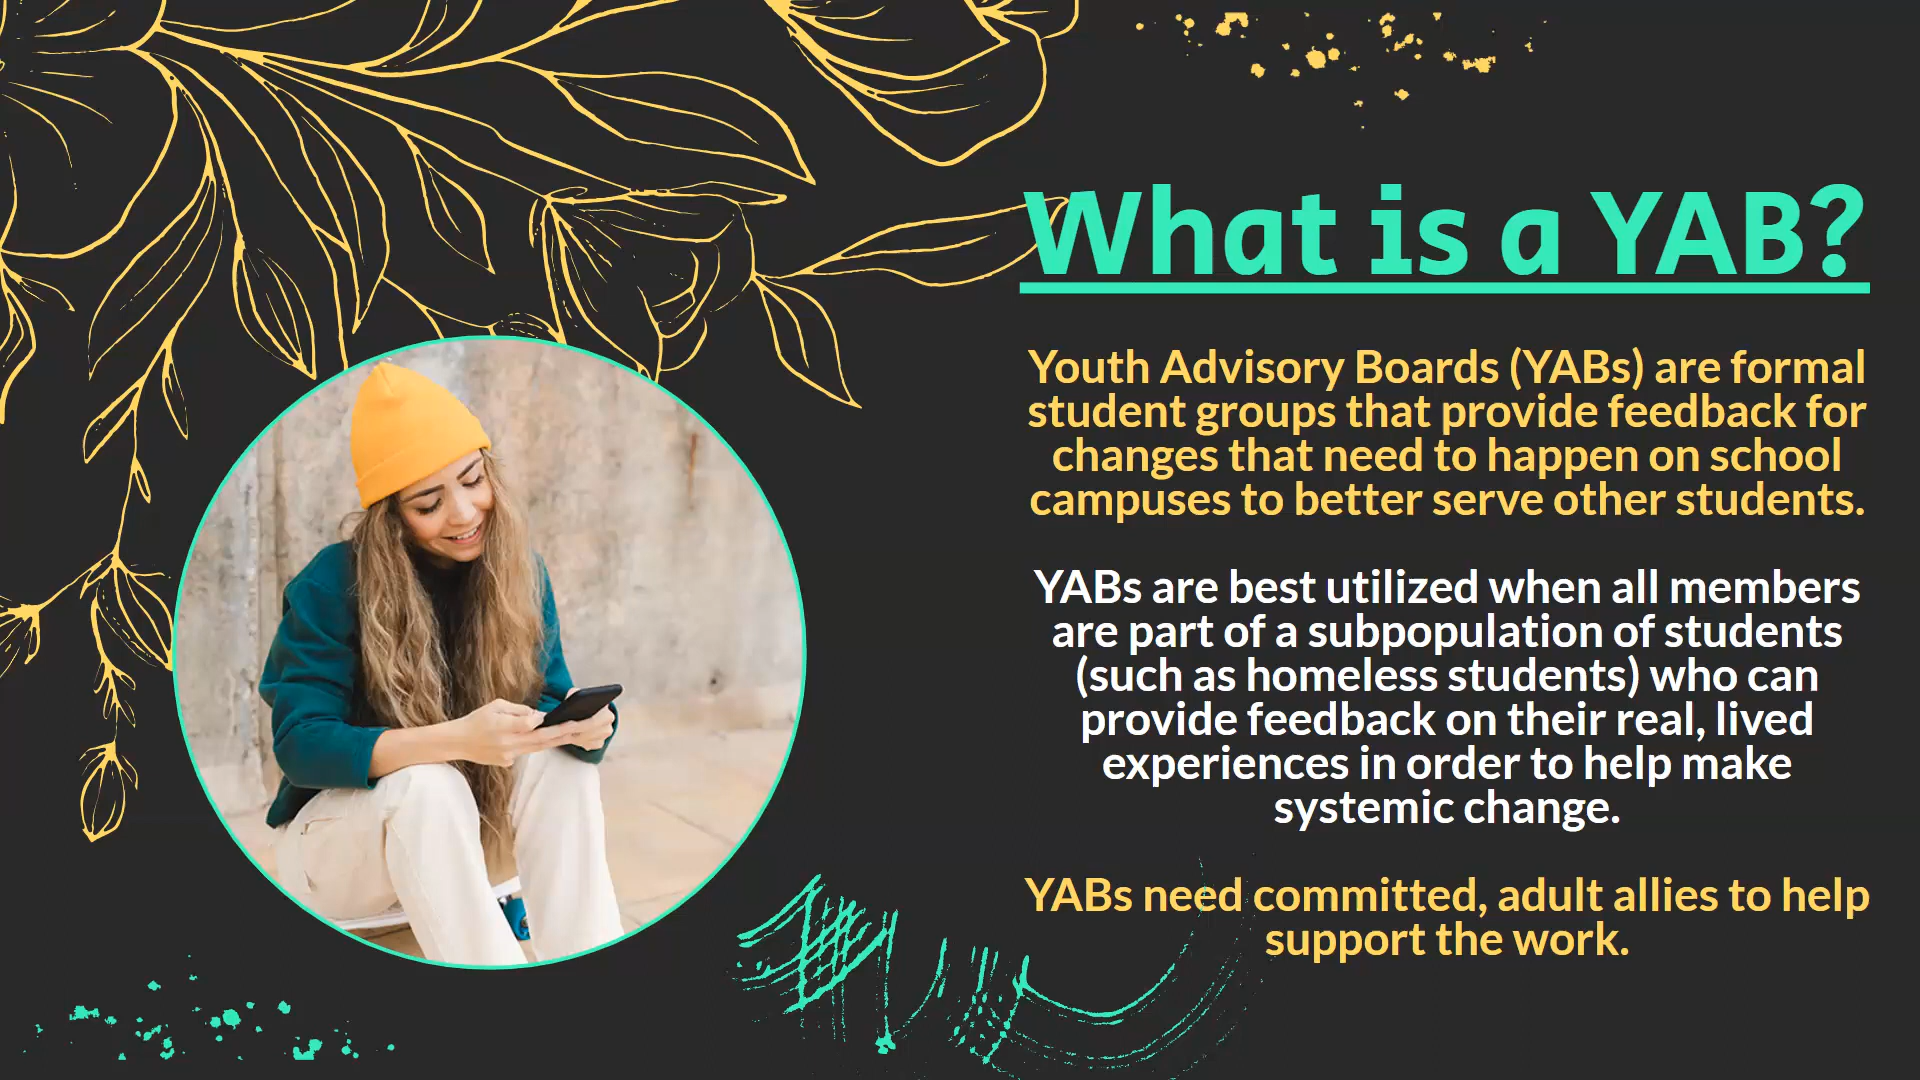 What is a YAB?
Youth Advisory Boards (YABs) are formal
student groups that provide feedback for
changes that need to happen on school
campuses to better serve other students.
YABs are best utilized when all members
are part of a subpopulation of students
(such as homeless students) who can
provide feedback on their real, lived
experiences in order to help make
systemic change.
YABs need committed, adult allies to help
support the work.